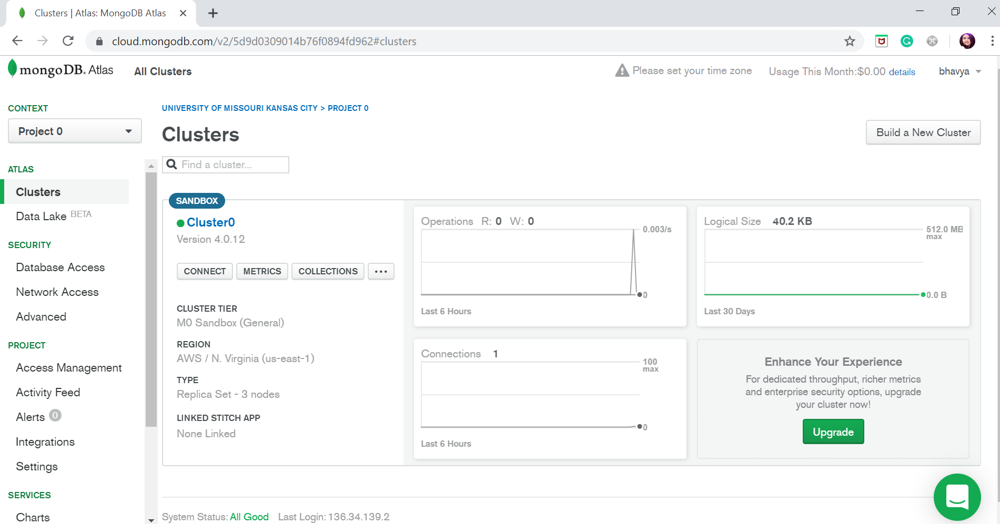 Clusters | Atlas: MongoDB Atlas
cloud.mongodb.com/v2/5d9d0309014b76f0894fd962#clusters
mongoDB. Atlas
All Clusters
Please set your time zone
Usage This Month:$0.00 details
bhavya
CONTEXT
Project 0
ATLAS
Clusters
Data Lake BETA
SECURITY
Database Access
Network Access
Advanced
PROJECT
Access Management
Activity Feed
Alerts 0
Integrations
Settings
SERVICES
Charts
UNIVERSITY OF MISSOURI KANSAS CITY > PROJECT 0
Clusters
Build a New Cluster
Find a cluster...
SANDBOX
Cluster0
Version 4.0.12
CONNECT
METRICS
COLLECTIONS
...
CLUSTER TIER
M0 Sandbox (General)
REGION
AWS / N. Virginia (us-east-1)
TYPE
Replica Set - 3 nodes
LINKED STITCH APP
None Linked
Operations R: 0 W: 0
0.003/s
0
Last 6 Hours
Logical Size 40.2 KB
512.0 MB
max
0.0 B
Last 30 Days
Connections 1
100
max
0
Last 6 Hours
Enhance Your Experience
For dedicated throughput, richer metrics
and enterprise security options, upgrade
your cluster now!
Upgrade
System Status: All Good Last Login: 136.34.139.2